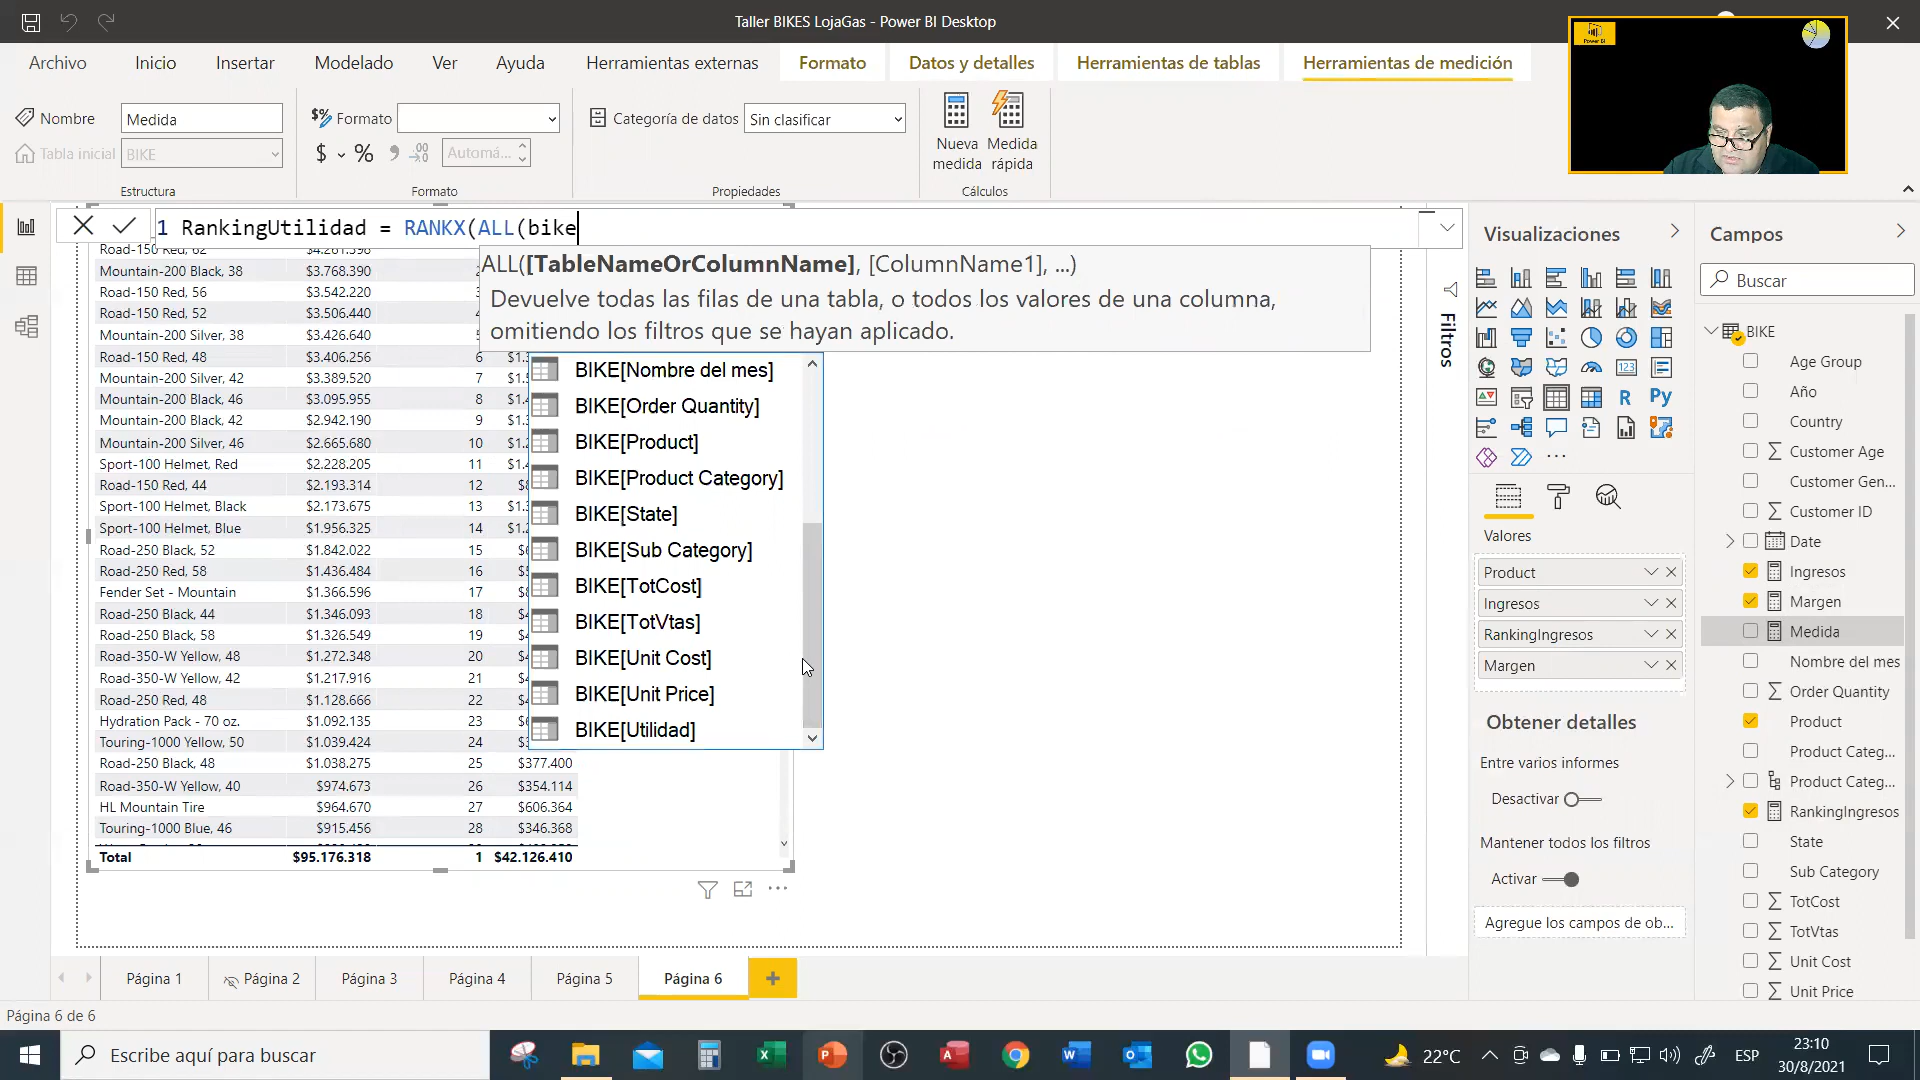 Taller BIKES LojaGas - Power BI Desktop
Archivo Inicio Insertar Modelado Ver Ayuda Herramientas externas Formato Datos y detalles Herramientas de tablas Herramientas de medición
Nombre Medida
Tabla inicial BIKE
Estructura
Formato
$ % Automá...
Formato
Categoría de datos Sin clasificar
Propiedades
Nueva medida
Medida rápida
Cálculos
Power BI
1 RankingUtilidad = RANKX(ALL(bike
ALL([TableNameOrColumnName], [ColumnName1], ...)
Devuelve todas las filas de una tabla, o todos los valores de una columna,
omitiendo los filtros que se hayan aplicado.
BIKE[Nombre del mes]
BIKE[Order Quantity]
BIKE[Product]
BIKE[Product Category]
BIKE[State]
BIKE[Sub Category]
BIKE[TotCost]
BIKE[TotVtas]
BIKE[Unit Cost]
BIKE[Unit Price]
BIKE[Utilidad]
Road-150 Red, 62 $4.261.398
Mountain-200 Black, 38 $3.768.390
Road-150 Red, 56 $3.542.220
Road-150 Red, 52 $3.506.440
Mountain-200 Silver, 38 $3.426.640
Road-150 Red, 48 $3.406.256 6
Mountain-200 Silver, 42 $3.389.520 7
Mountain-200 Black, 46 $3.095.955 8
Mountain-200 Black, 42 $2.942.190 9
Mountain-200 Silver, 46 $2.665.680 10
Sport-100 Helmet, Red $2.228.205 11
Road-150 Red, 44 $2.193.314 12
Sport-100 Helmet, Black $2.173.675 13
Sport-100 Helmet, Blue $1.956.325 14
Road-250 Black, 52 $1.842.022 15
Road-250 Red, 58 $1.436.484 16
Fender Set - Mountain $1.366.596 17
Road-250 Black, 44 $1.346.093 18
Road-250 Black, 58 $1.326.549 19
Road-350-W Yellow, 48 $1.272.348 20
Road-350-W Yellow, 42 $1.217.916 21
Road-250 Red, 48 $1.128.666 22
Hydration Pack - 70 oz. $1.092.135 23
Touring-1000 Yellow, 50 $1.039.424 24
Road-250 Black, 48 $1.038.275 25 $377.400
Road-350-W Yellow, 40 $974.673 26 $354.114
HL Mountain Tire $964.670 27 $606.364
Touring-1000 Blue, 46 $915.456 28 $346.368
Total $95.176.318 1 $42.126.410
Filtros
Visualizaciones
R Py
Valores
Product
Ingresos
RankingIngresos
Margen
Obtener detalles
Entre varios informes
Desactivar
Mantener todos los filtros
Activar
Agregue los campos de ob...
Campos
Buscar
BIKE
Age Group
Año
Country
Customer Age
Customer Gen...
Customer ID
Date
Ingresos
Margen
Medida
Nombre del mes
Order Quantity
Product
Product Categ...
Product Categ...
RankingIngresos
State
Sub Category
TotCost
TotVtas
Unit Cost
Unit Price
Página 1 Página 2 Página 3 Página 4 Página 5 Página 6
Página 6 de 6
Escribe aquí para buscar
22°C
ESP
23:10
30/8/2021